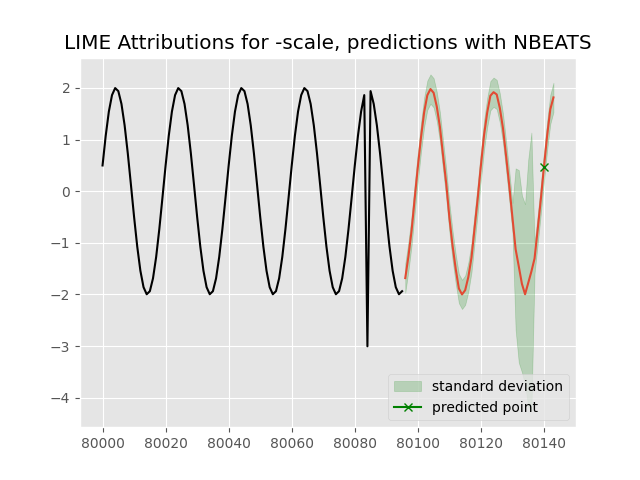 LIME Attributions for -scale, predictions with NBEATS
2
1
0
−1
−2
−3
−4
standard deviation
predicted point
80000 80020 80040 80060 80080 80100 80120 80140